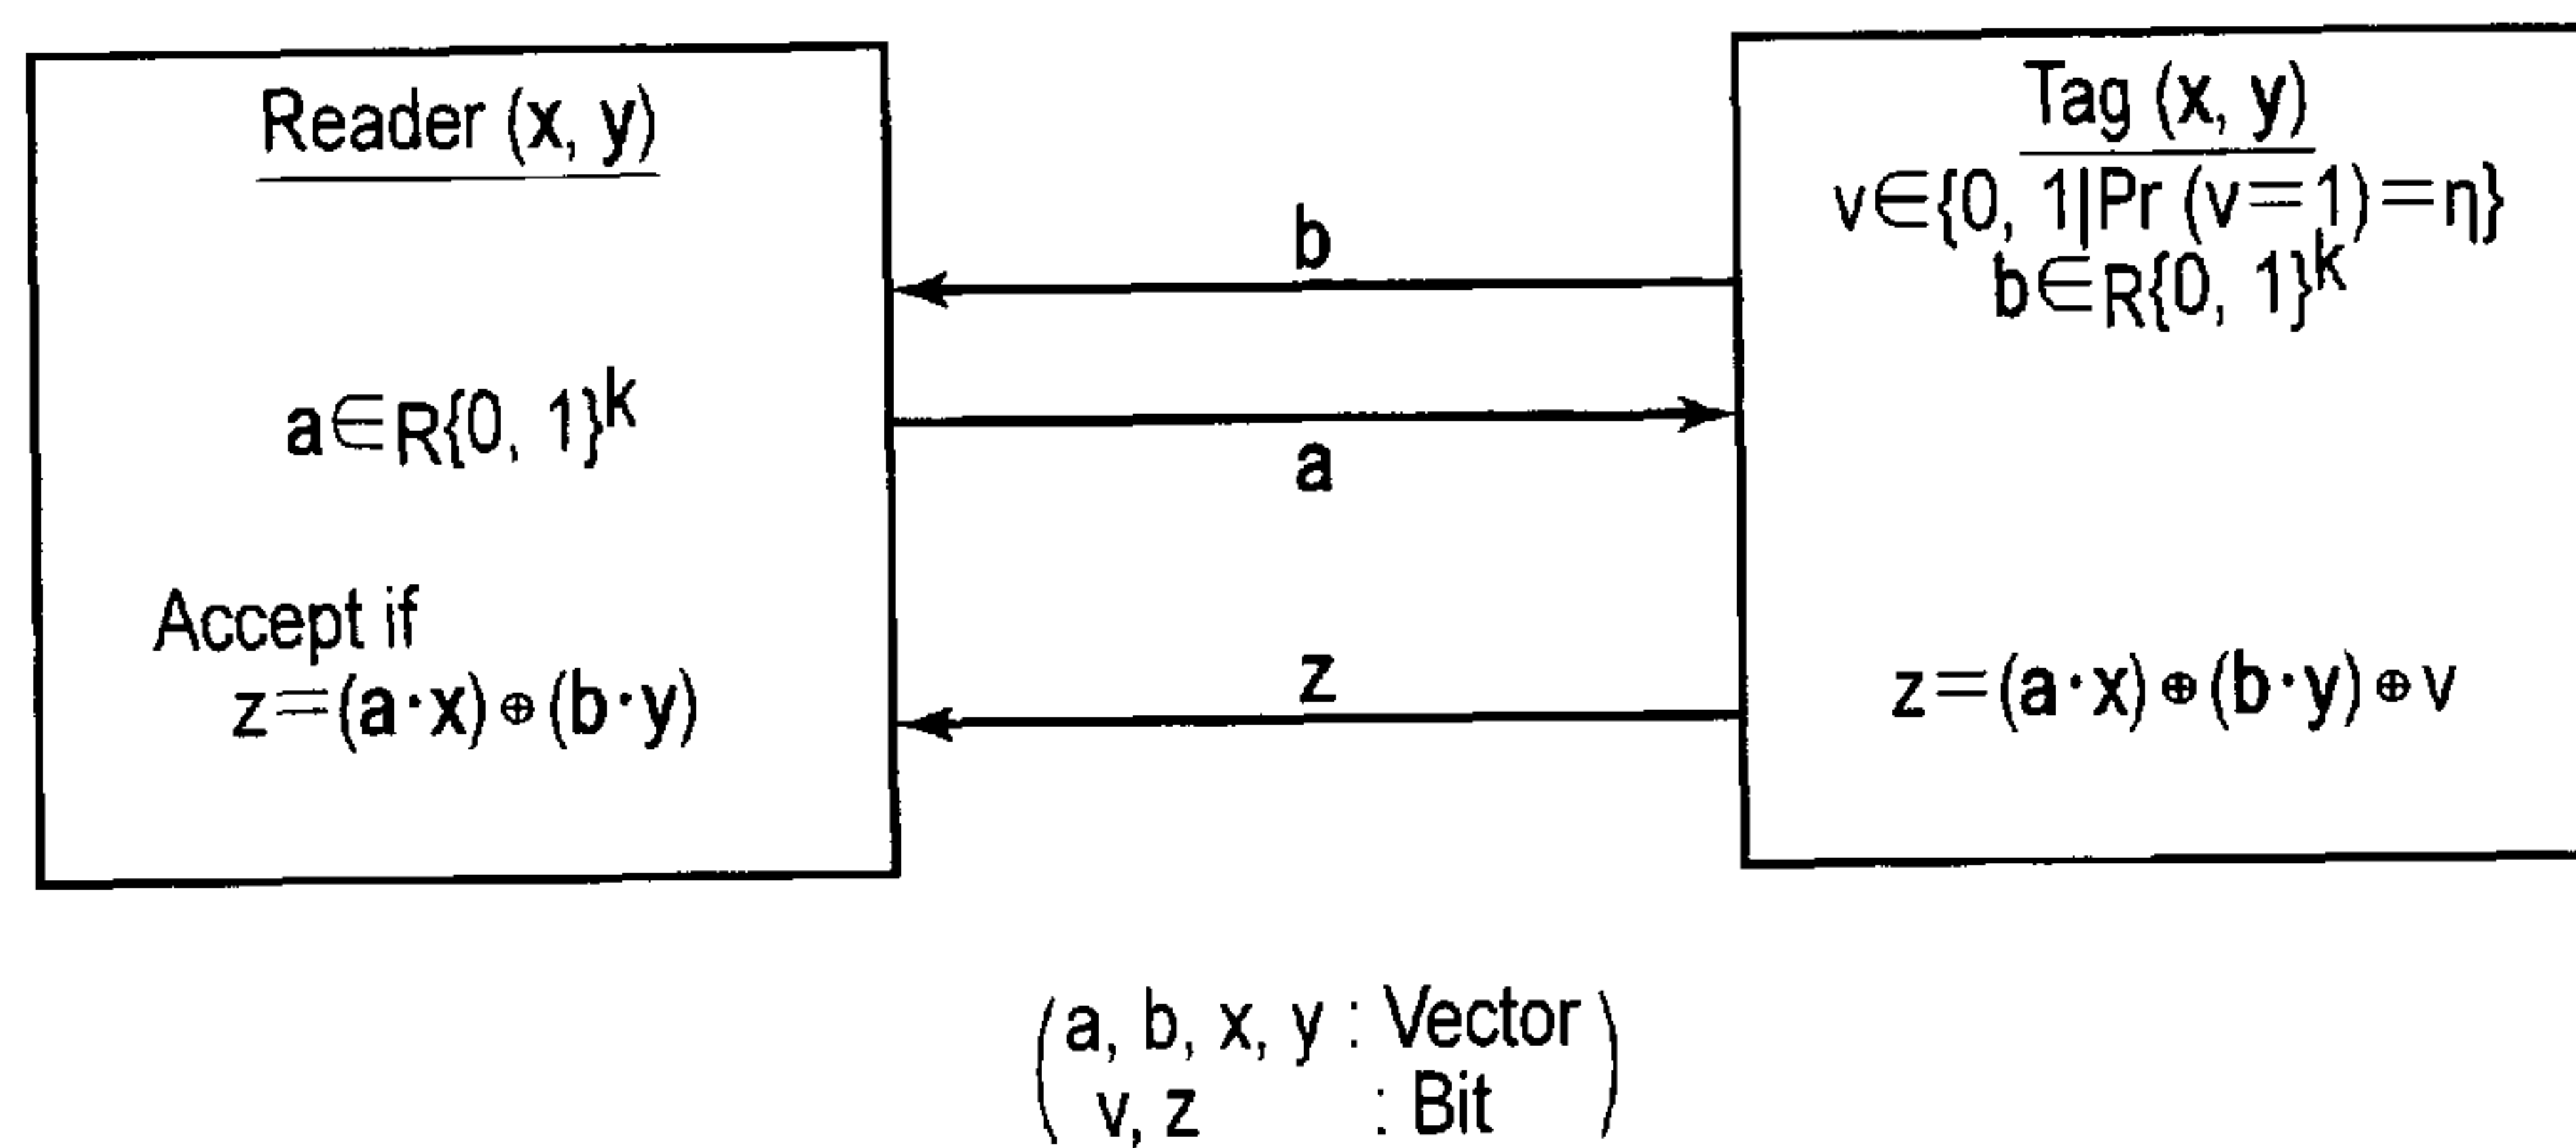 Reader (x, y)
a∈R{0, 1}^k
Accept if
z=(a·x)⊕(b·y)
b
a
z
Tag (x, y)
v∈{0, 1|Pr (v=1)=η}
b∈R{0, 1}^k
z=(a·x)⊕(b·y)⊕v
(a, b, x, y : Vector
v, z : Bit)